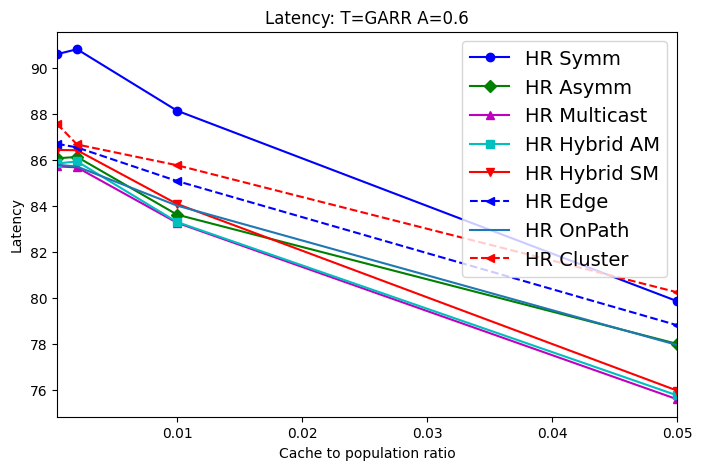 Latency: T=GARR A=0.6
HR Symm
HR Asymm
HR Multicast
HR Hybrid AM
HR Hybrid SM
HR Edge
HR OnPath
HR Cluster
Latency
90
88
86
84
82
80
78
76
0.01
0.02
0.03
0.04
0.05
Cache to population ratio